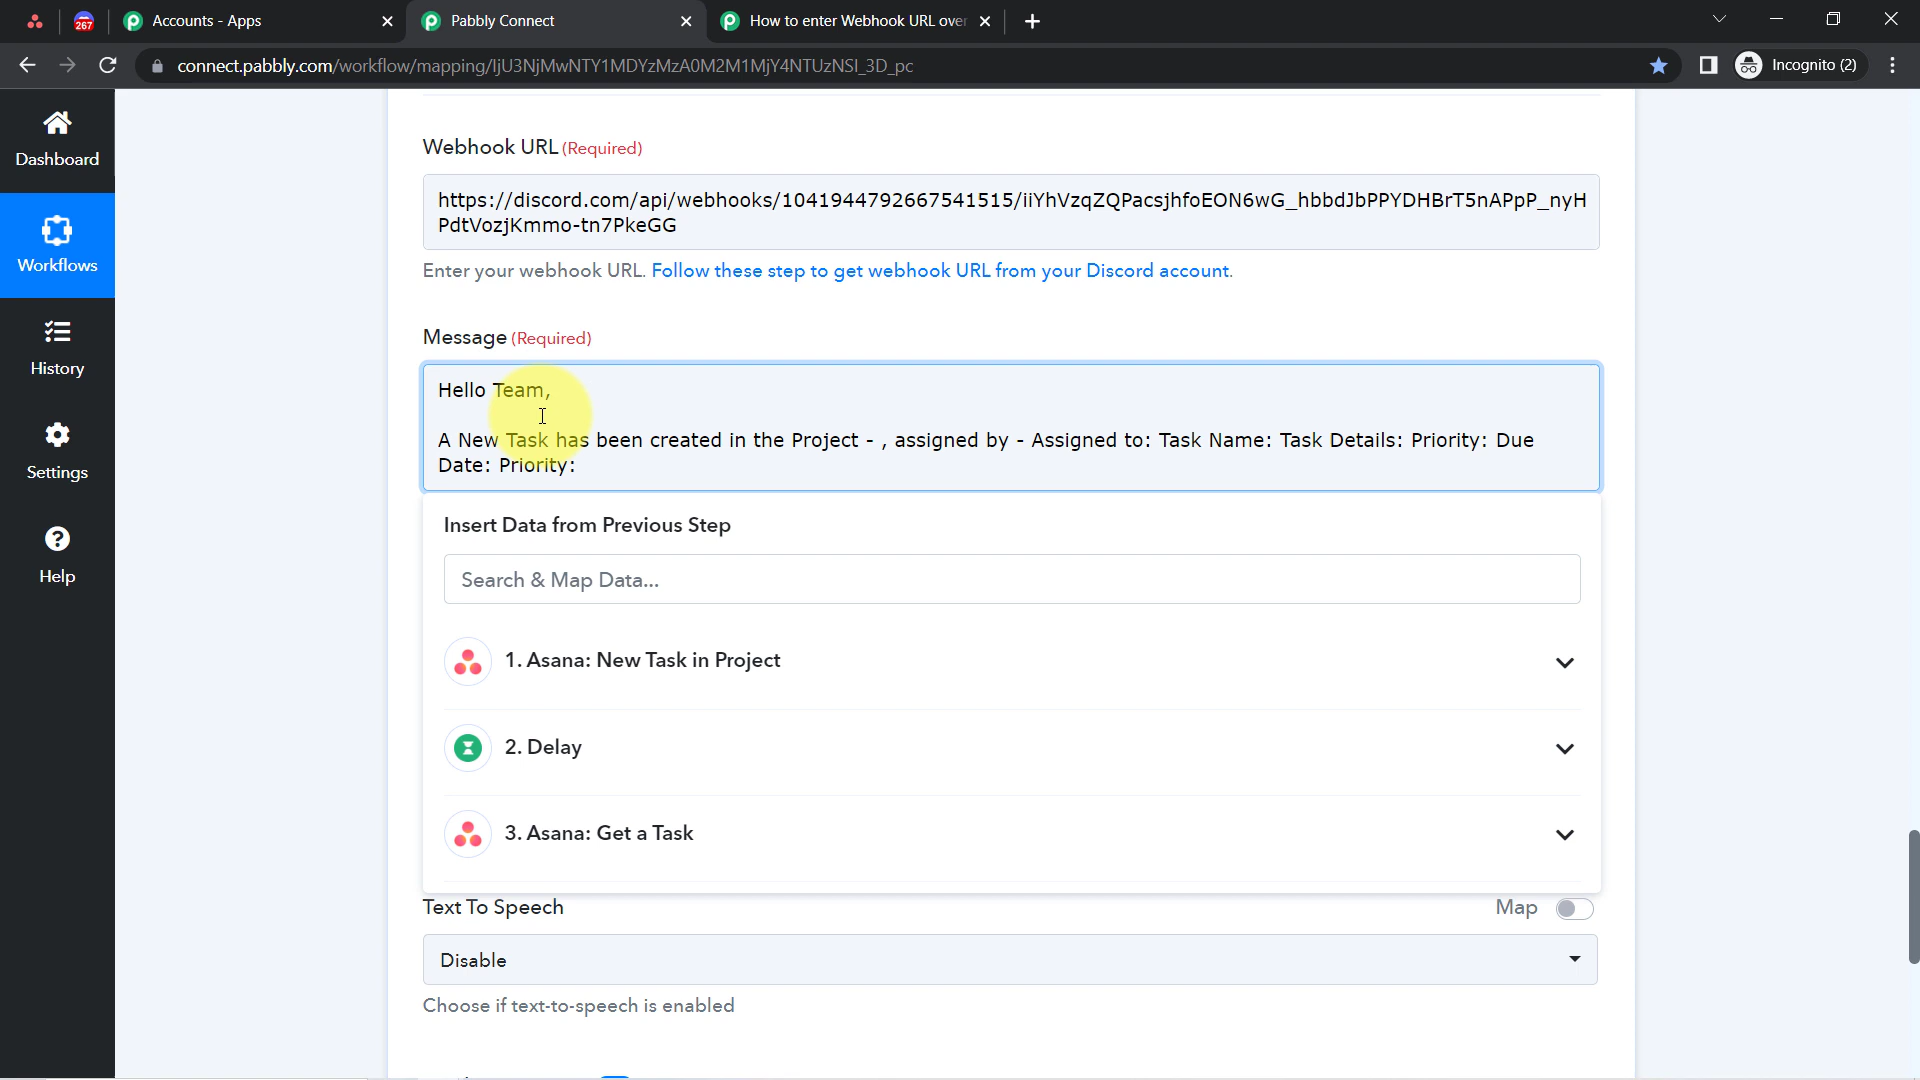 267
Accounts - Apps
Pabbly Connect
How to enter Webhook URL over
connect.pabbly.com/workflow/mapping/IjU3NjMwNTY1MDYzMzA0M2M1MjY4NTUzNSI_3D_pc
Incognito (2)
Dashboard
Workflows
History
Settings
Help
Webhook URL (Required)
https://discord.com/api/webhooks/1041944792667541515/iiYhVzqZQPacsjhfoEON6wG_hbbdJbPPYDHBrT5nAPpP_nyH
PdtVozjKmmo-tn7PkeGG
Enter your webhook URL. Follow these step to get webhook URL from your Discord account.
Message (Required)
Hello Team,
A New Task has been created in the Project - , assigned by - Assigned to: Task Name: Task Details: Priority: Due
Date: Priority:
Insert Data from Previous Step
Search & Map Data...
1. Asana: New Task in Project
2. Delay
3. Asana: Get a Task
Text To Speech
Map
Disable
Choose if text-to-speech is enabled